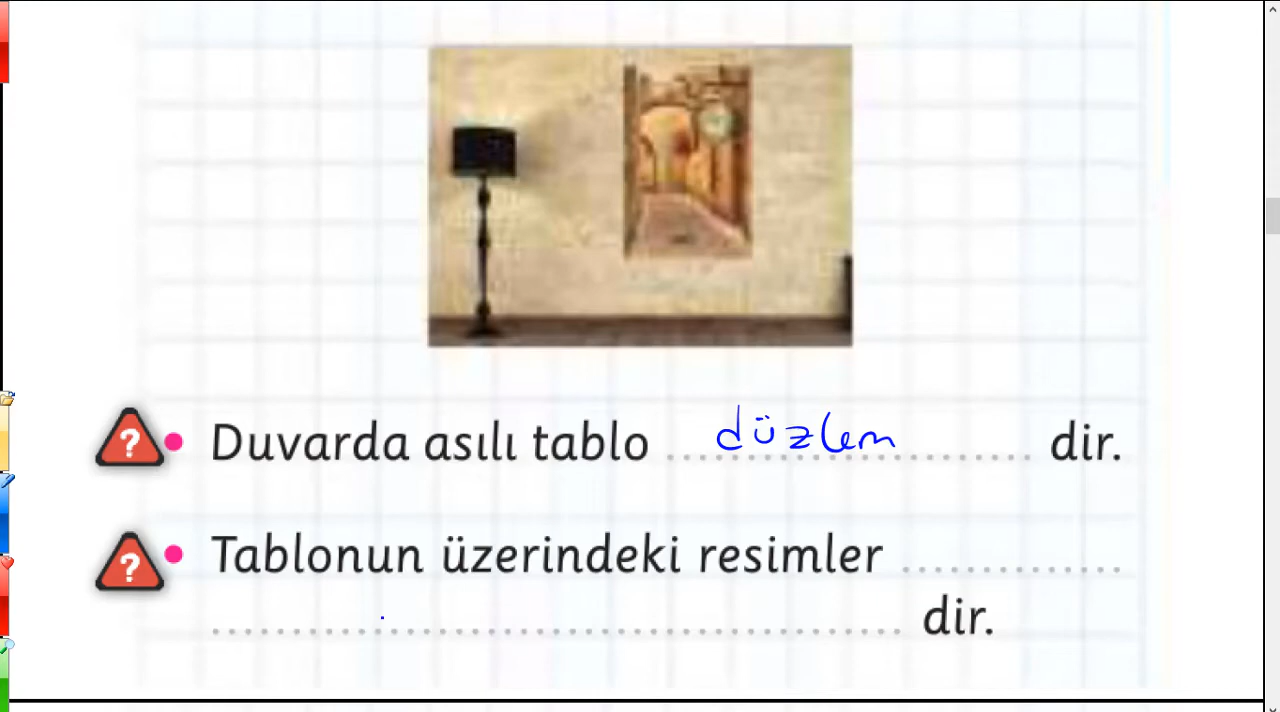 Duvarda asılı tablo düzlem dir.
Tablonun üzerindeki resimler ..............
........................................ dir.